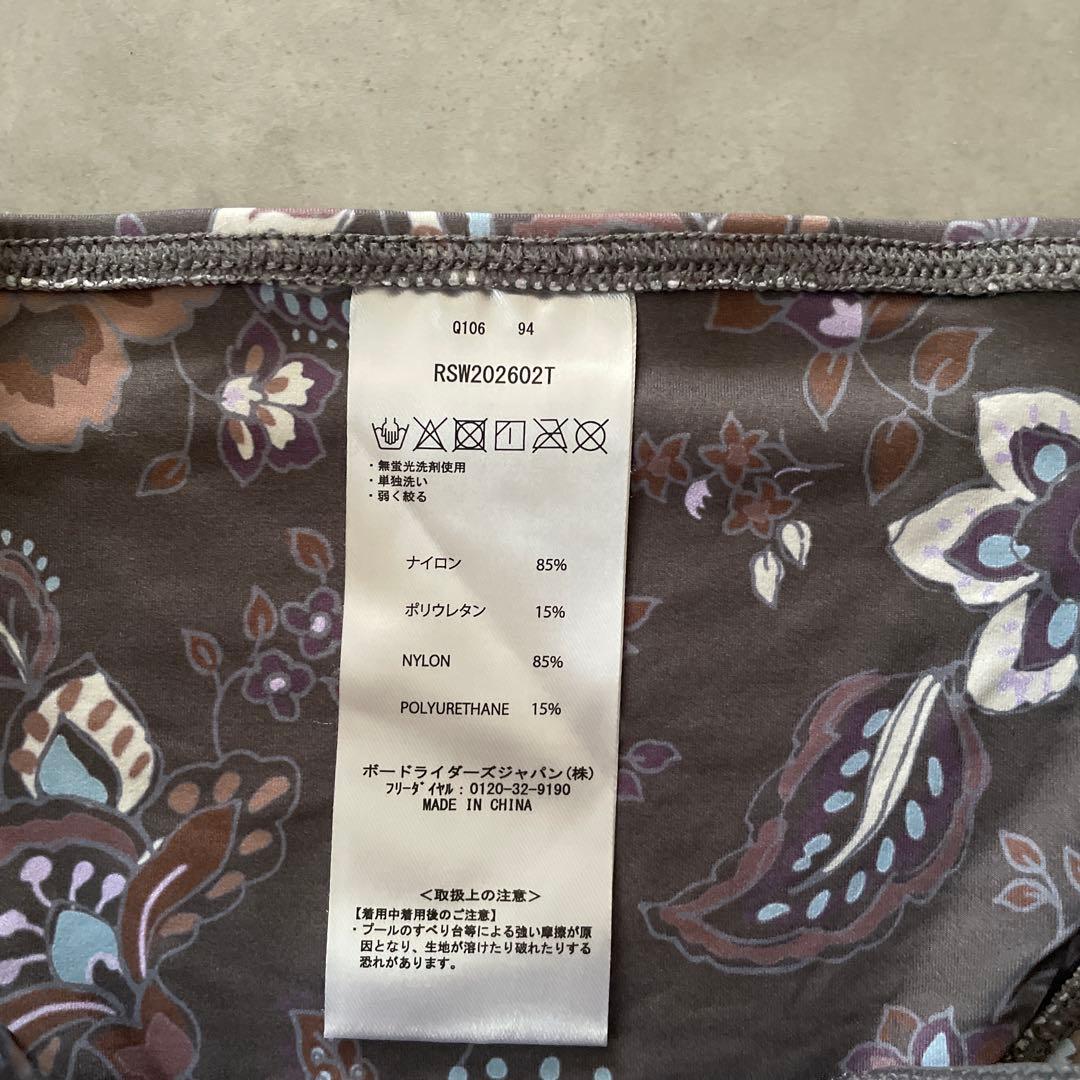 Q106 94
RSW202602T
・無蛍光洗剤使用
・単独洗い
・弱く絞る
ナイロン 85%
ポリウレタン 15%
NYLON 85%
POLYURETHANE 15%
ボードライダーズジャパン(株)
フリーダイヤル:0120-32-9190
MADE IN CHINA
<取扱上の注意>
【着用中着用後のご注意】
・プールのすべり台等による強い摩擦が原
因となり、生地が溶けたり破れたりする
恐れがあります。